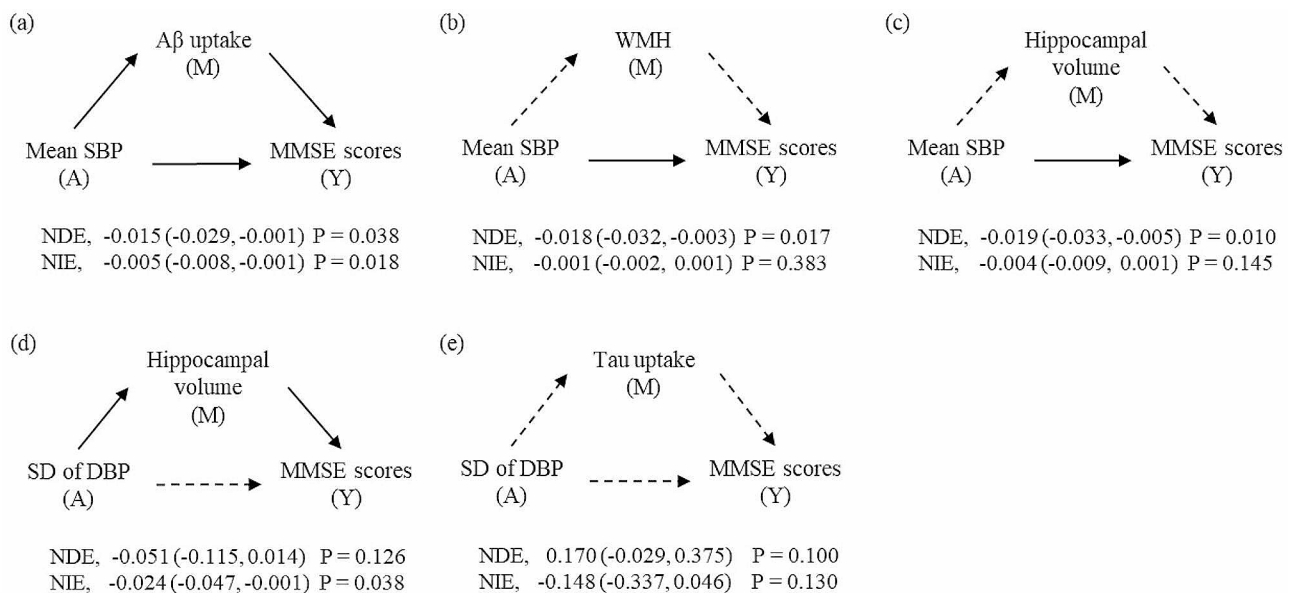 (a)
Aβ uptake
(M)
Mean SBP
(A)
MMSE scores
(Y)
NDE, -0.015 (-0.029, -0.001) P = 0.038
NIE, -0.005 (-0.008, -0.001) P = 0.018
(b)
WMH
(M)
Mean SBP
(A)
MMSE scores
(Y)
NDE, -0.018 (-0.032, -0.003) P = 0.017
NIE, -0.001 (-0.002, 0.001) P = 0.383
(c)
Hippocampal
volume
(M)
Mean SBP
(A)
MMSE scores
(Y)
NDE, -0.019 (-0.033, -0.005) P = 0.010
NIE, -0.004 (-0.009, 0.001) P = 0.145
(d)
Hippocampal
volume
(M)
SD of DBP
(A)
MMSE scores
(Y)
NDE, -0.051 (-0.115, 0.014) P = 0.126
NIE, -0.024 (-0.047, -0.001) P = 0.038
(e)
Tau uptake
(M)
SD of DBP
(A)
MMSE scores
(Y)
NDE, 0.170 (-0.029, 0.375) P = 0.100
NIE, -0.148 (-0.337, 0.046) P = 0.130